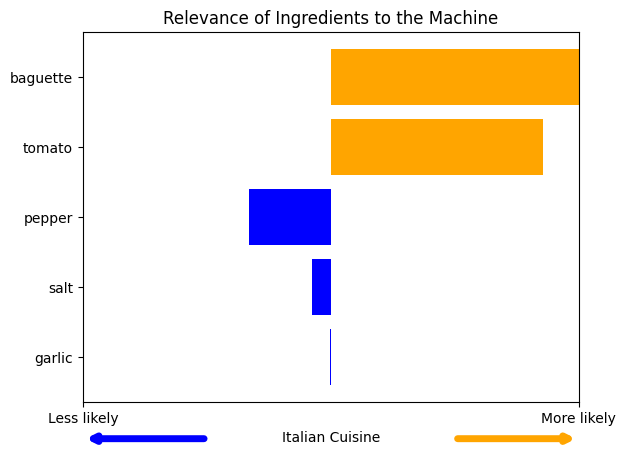 Relevance of Ingredients to the Machine
baguette
tomato
pepper
salt
garlic
Less likely
More likely
Italian Cuisine